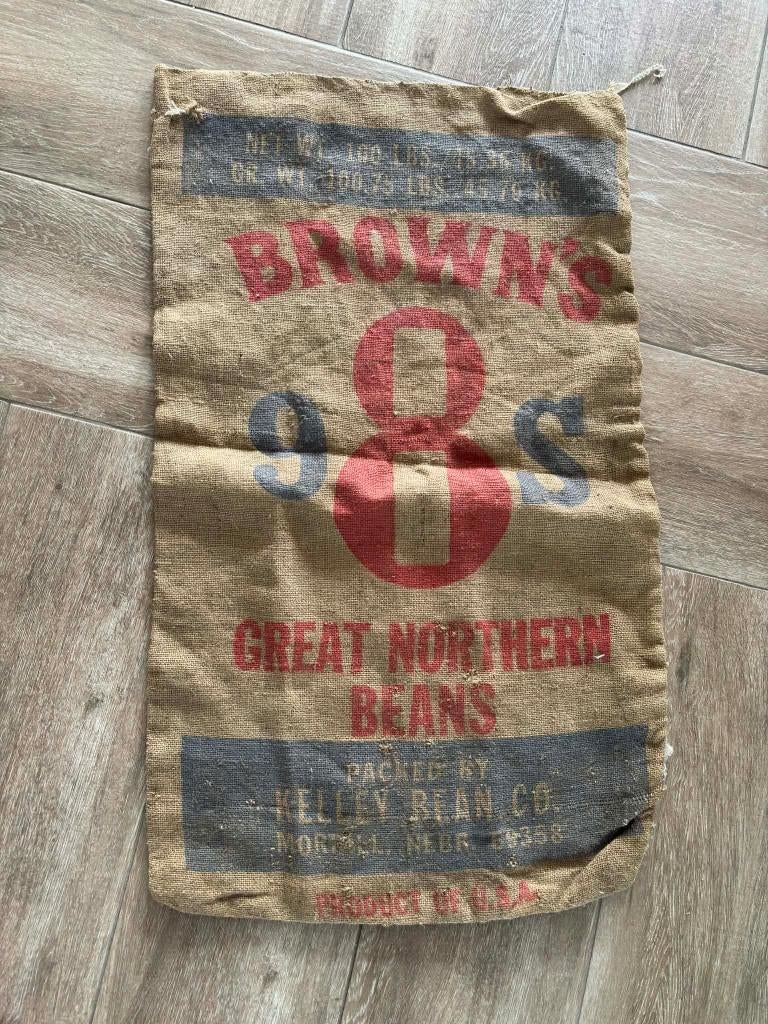 NET WT. 100 LBS. 45.36 KG.
GR. WT. 100.75 LBS. 45.70 KG.
BROWN'S
9 8 S
GREAT NORTHERN
BEANS
PACKED BY
KELLEY BEAN CO.
MORRILL, NEBR. 69358
PRODUCT OF U.S.A.